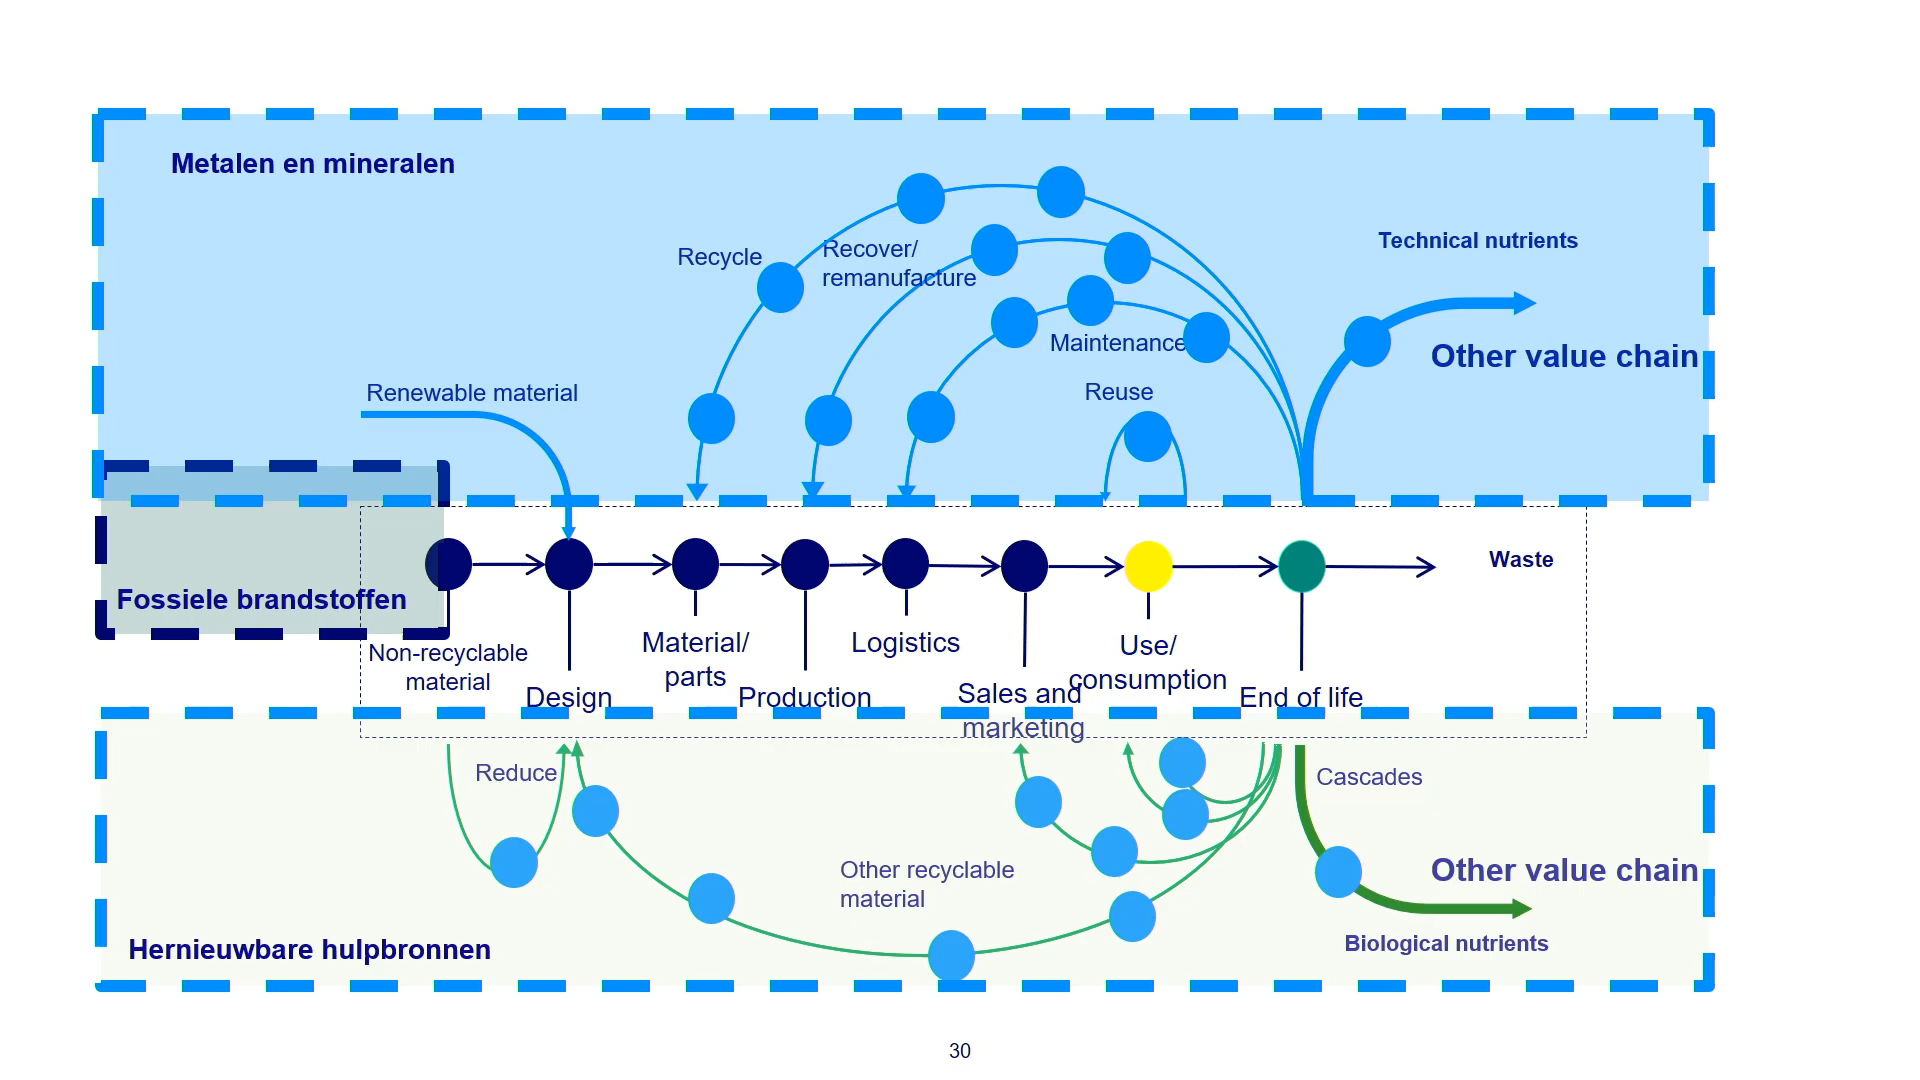 Metalen en mineralen
Technical nutrients
Recycle
Recover/
remanufacture
Maintenance
Other value chain
Reuse
Renewable material
Waste
Fossiele brandstoffen
Non-recyclable
material
Design
Material/
parts
Production
Logistics
Sales and
marketing
Use/
consumption
End of life
Reduce
Cascades
Other recyclable
material
Other value chain
Hernieuwbare hulpbronnen
Biological nutrients
30